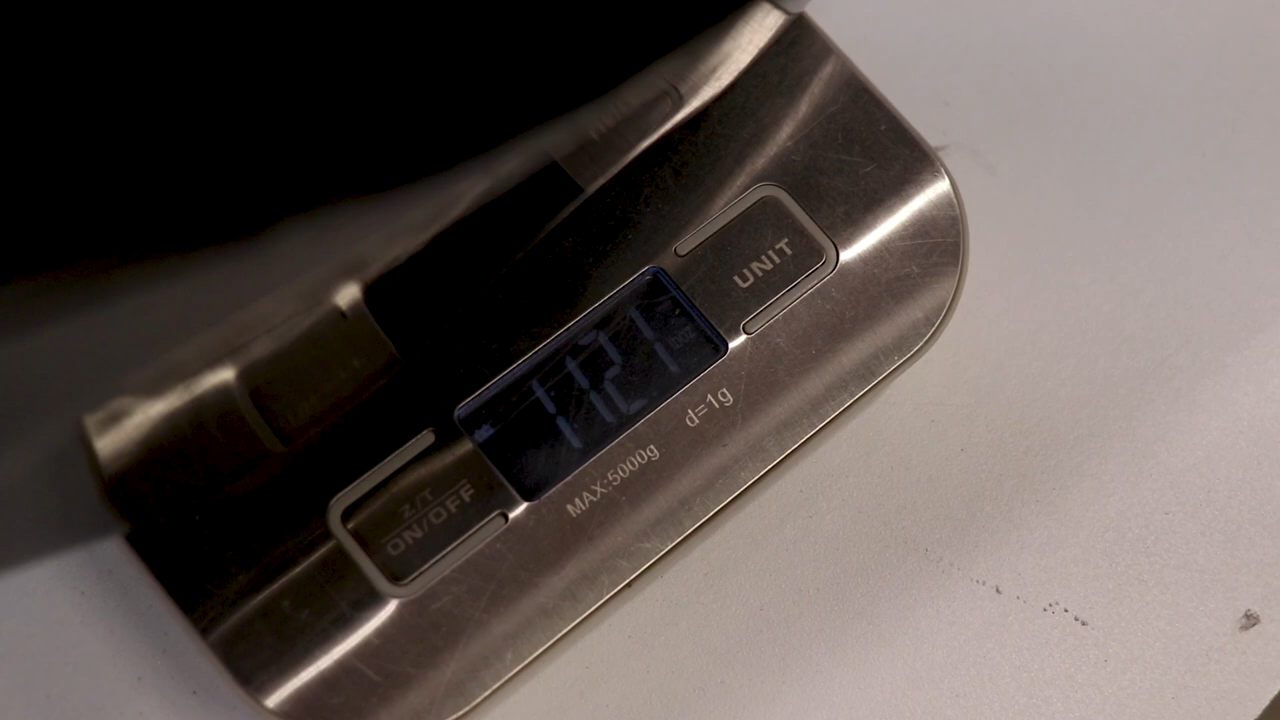 UNIT
1121
d=1g
MAX:5000g
Z/T
ON/OFF